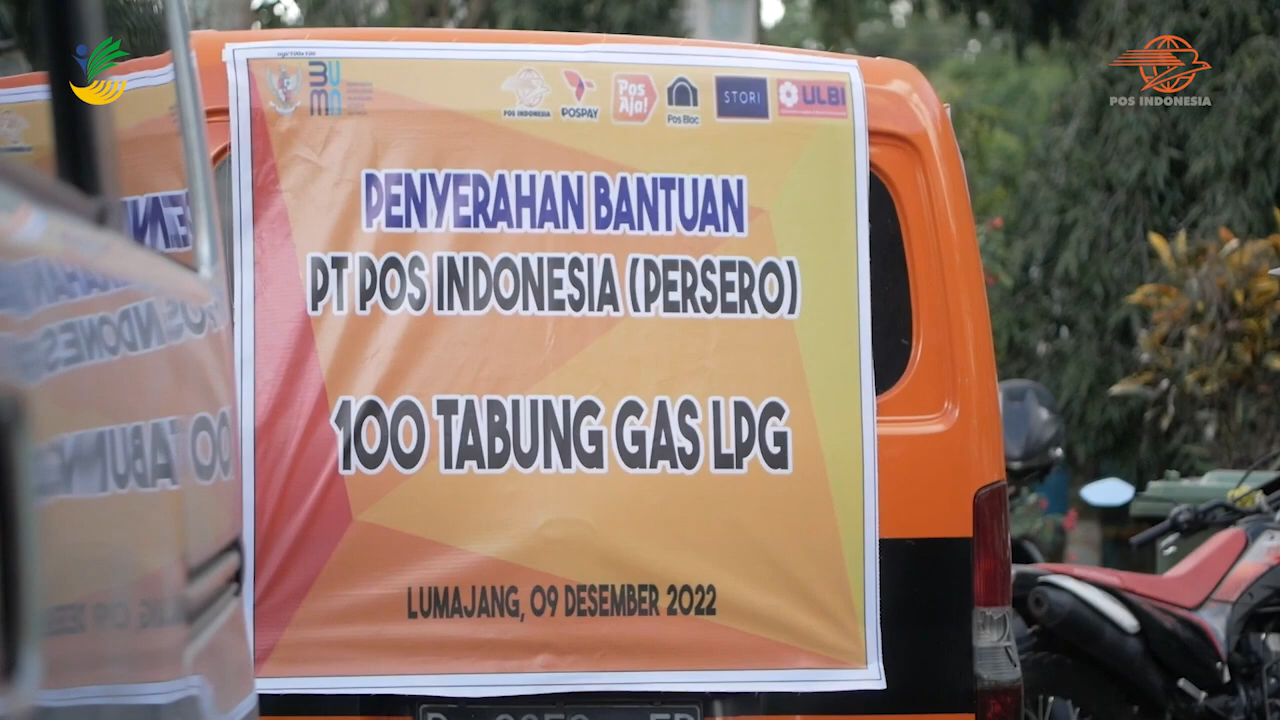 BUMN
POS INDONESIA
POSPAY
Pos Aja!
Pos Bloc
STORI
ULBI
POS INDONESIA
PENYERAHAN BANTUAN
PT POS INDONESIA (PERSERO)
100 TABUNG GAS LPG
LUMAJANG, 09 DESEMBER 2022